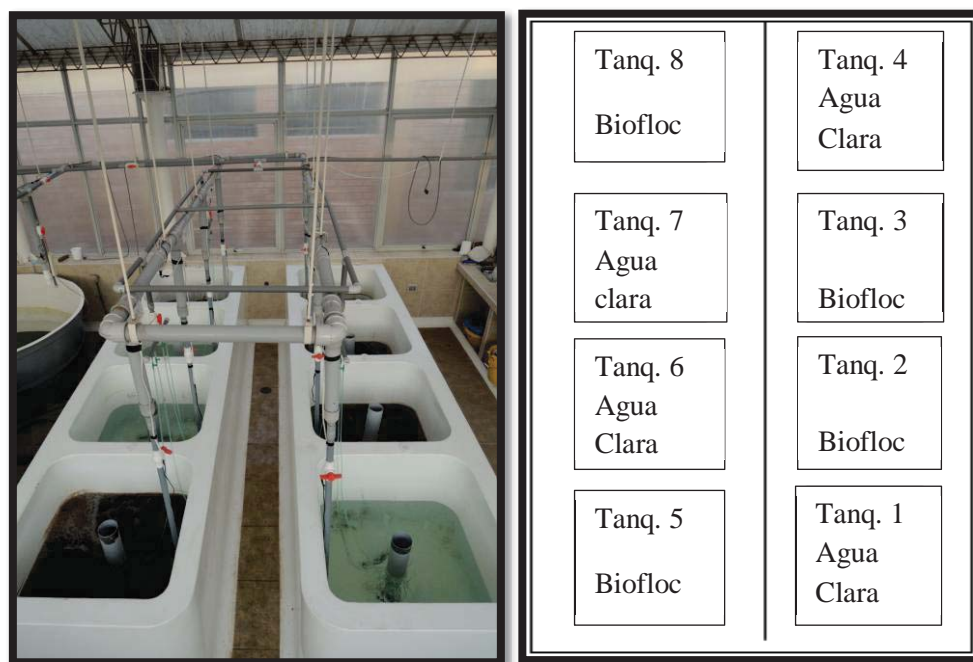 Tanq. 8
Biofloc
Tanq. 4
Agua
Clara
Tanq. 7
Agua
clara
Tanq. 3
Biofloc
Tanq. 6
Agua
Clara
Tanq. 2
Biofloc
Tanq. 5
Biofloc
Tanq. 1
Agua
Clara